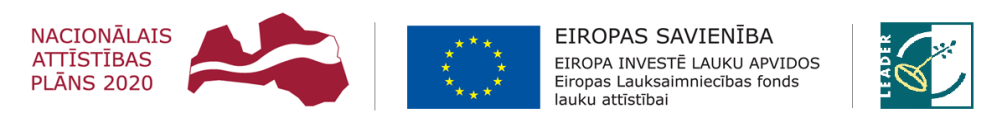 NACIONĀLAIS
ATTĪSTĪBAS
PLĀNS 2020
EIROPAS SAVIENĪBA
EIROPA INVESTĒ LAUKU APVIDOS
Eiropas Lauksaimniecības fonds
lauku attīstībai
LEADER